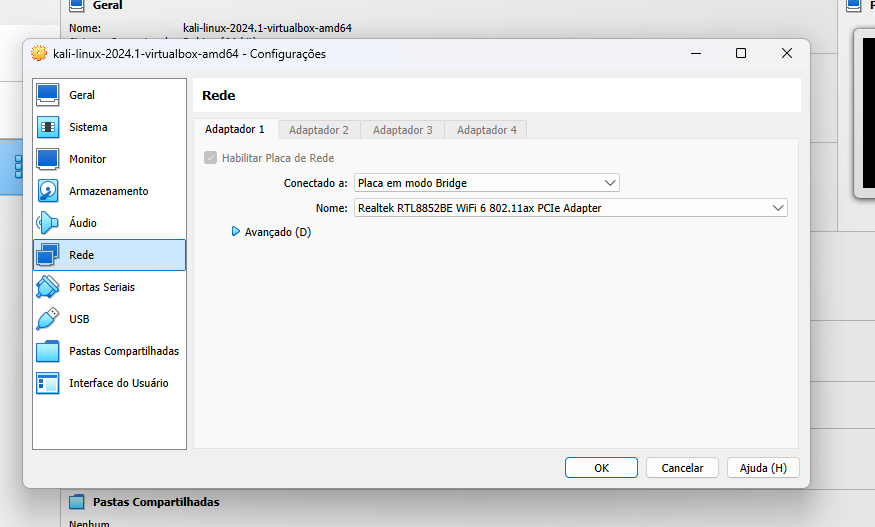 Geral
P
Nome: kali-linux-2024.1-virtualbox-amd64
kali-linux-2024.1-virtualbox-amd64 - Configurações
Geral
Sistema
Monitor
Armazenamento
Áudio
Rede
Portas Seriais
USB
Pastas Compartilhadas
Interface do Usuário
Rede
Adaptador 1 Adaptador 2 Adaptador 3 Adaptador 4
Habilitar Placa de Rede
Conectado a: Placa em modo Bridge
Nome: Realtek RTL8852BE WiFi 6 802.11ax PCIe Adapter
Avançado (D)
OK Cancelar Ajuda (H)
Pastas Compartilhadas
Nenhum